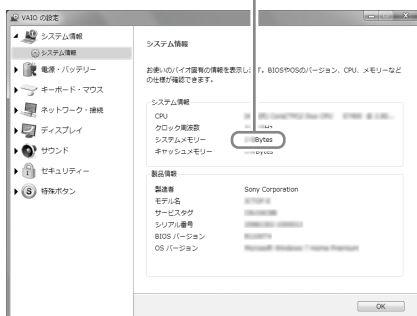 VAIO の設定
システム情報
システム情報
電源・バッテリー
キーボード・マウス
ネットワーク・接続
ディスプレイ
サウンド
セキュリティー
特殊ボタン
システム情報
お使いのバイオ固有の情報を表示します。BIOSやOSのバージョン、CPU、メモリーなど
の仕様が確認できます。
システム情報
CPU
クロック周波数
システムメモリー Bytes
キャッシュメモリー Bytes
製品情報
製造者 Sony Corporation
モデル名
サービスタグ
シリアル番号
BIOS バージョン
OS バージョン
OK